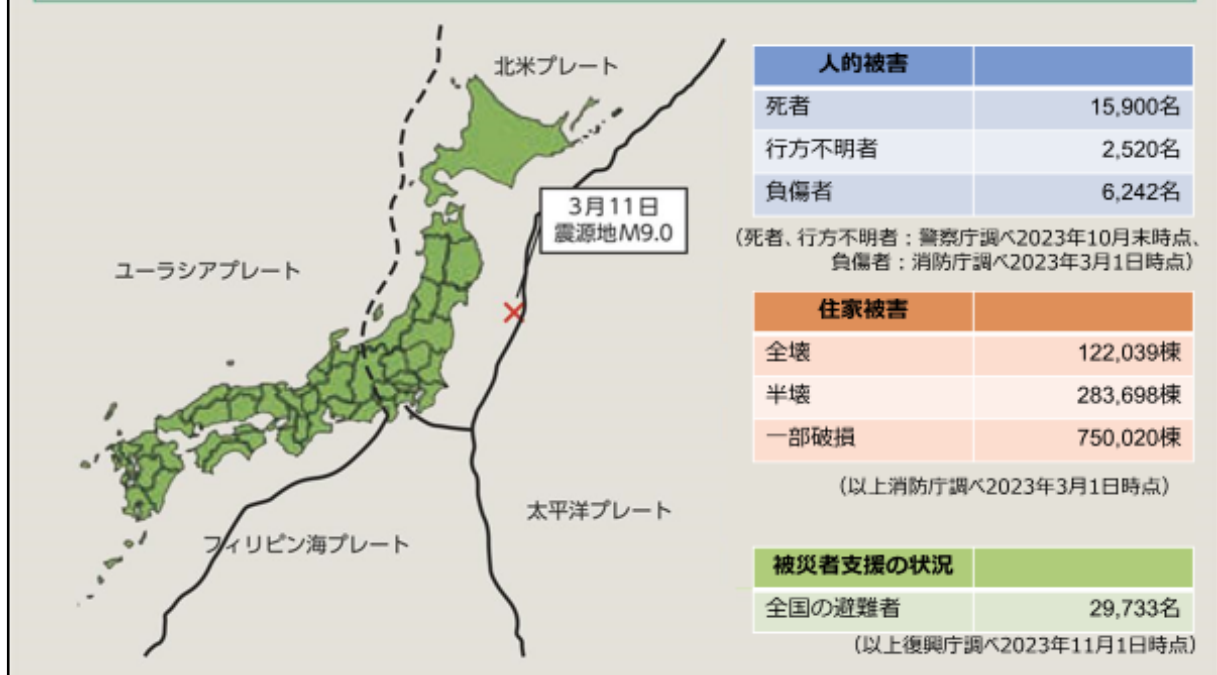 北米プレート
3月11日
震源地M9.0
ユーラシアプレート
太平洋プレート
フィリピン海プレート
人的被害
死者 15,900名
行方不明者 2,520名
負傷者 6,242名
（死者、行方不明者：警察庁調べ2023年10月末時点、
負傷者：消防庁調べ2023年3月1日時点）
住家被害
全壊 122,039棟
半壊 283,698棟
一部破損 750,020棟
（以上消防庁調べ2023年3月1日時点）
被災者支援の状況
全国の避難者 29,733名
（以上復興庁調べ2023年11月1日時点）